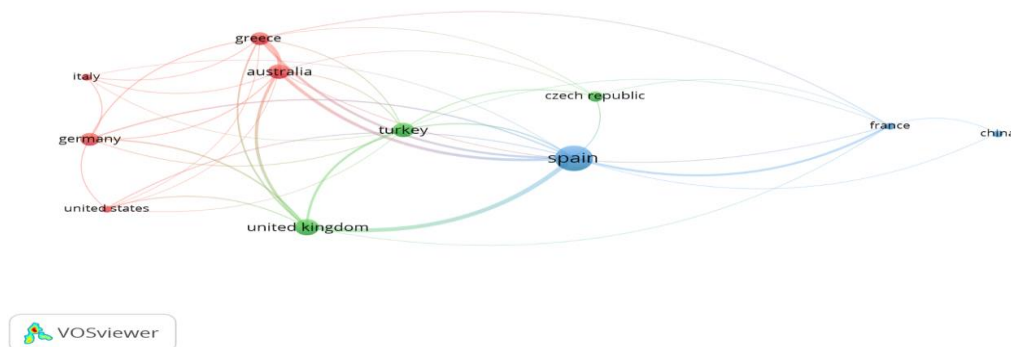 greece
australia
italy
czech republic
turkey
france
china
germany
spain
united states
united kingdom
VOSviewer